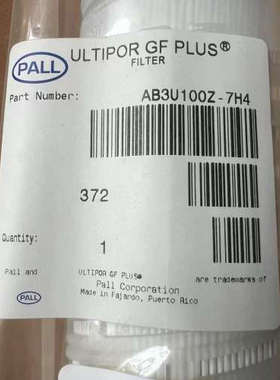 PALL
ULTIPOR GF PLUS®
FILTER
Part Number:
AB3U100Z-7H4
372
Quantity:
1
Pall and
ULTIPOR GF PLUS®
are trademarks of
Pall Corporation
PALL
Made in Fajardo, Puerto Rico